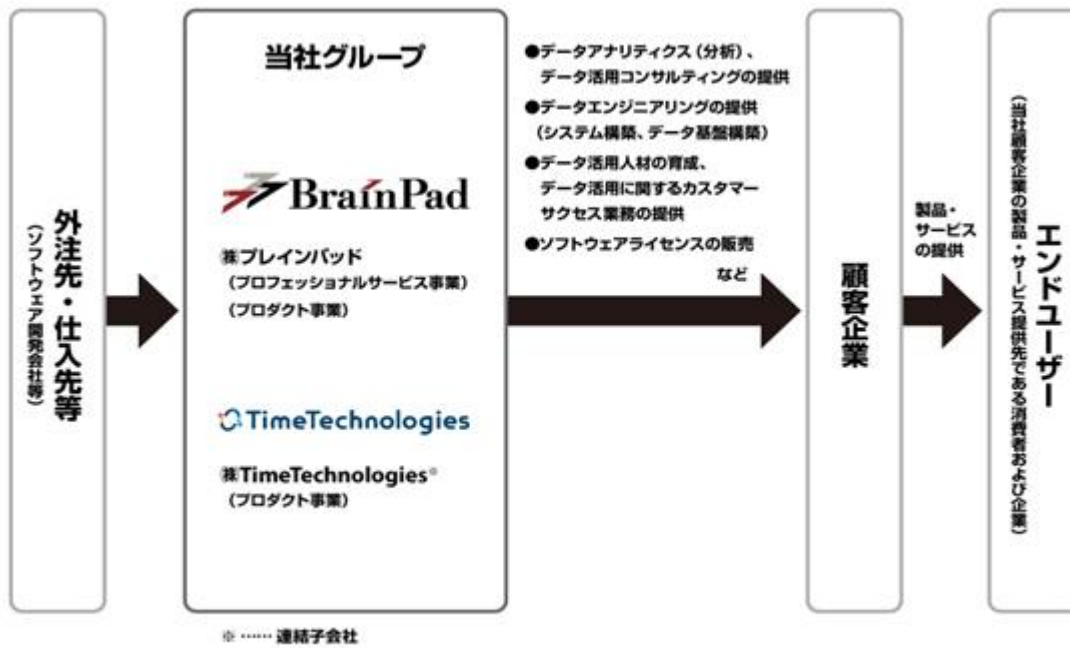 外注先・仕入先等
（ソフトウェア開発会社等）
当社グループ
BrainPad
㈱ブレインパッド
（プロフェッショナルサービス事業）
（プロダクト事業）
TimeTechnologies
㈱TimeTechnologies※
（プロダクト事業）
●データアナリティクス（分析）、
データ活用コンサルティングの提供
●データエンジニアリングの提供
（システム構築、データ基盤構築）
●データ活用人材の育成、
データ活用に関するカスタマー
サクセス業務の提供
●ソフトウェアライセンスの販売
など
顧客企業
製品・
サービス
の提供
エンドユーザー
（当社顧客企業の製品・サービス提供先である消費者および企業）
※ …… 連結子会社